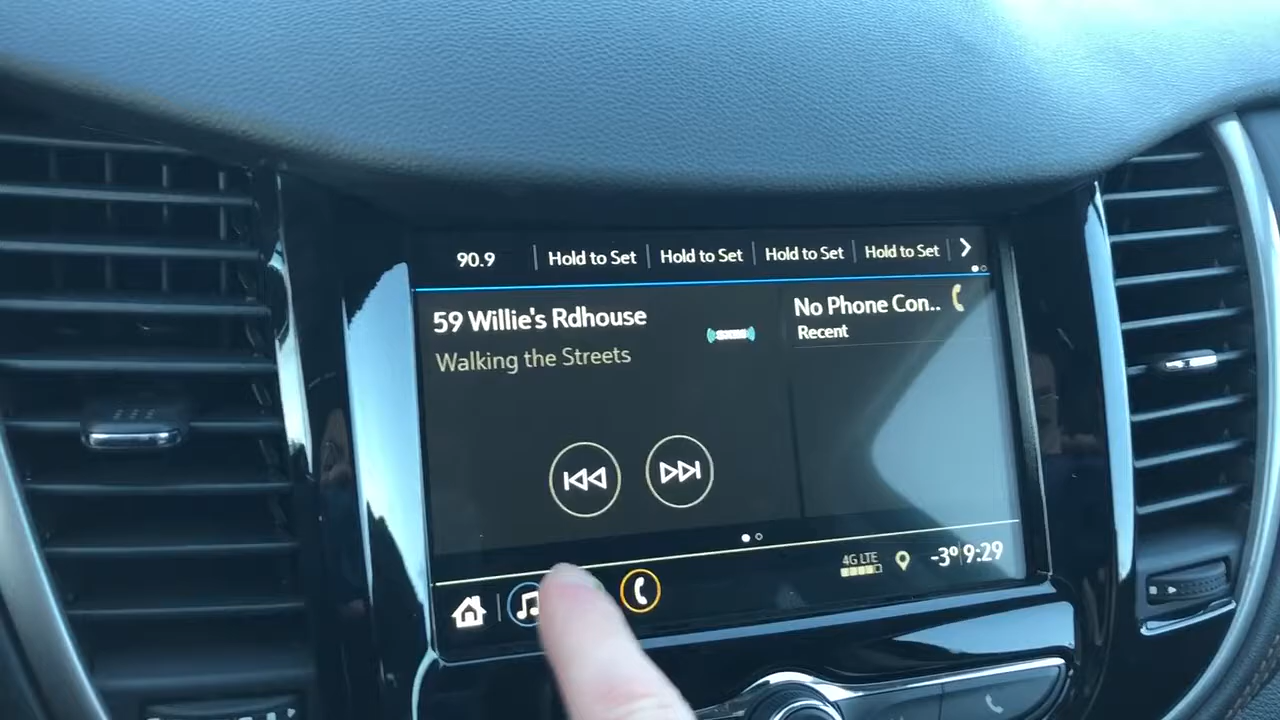 90.9 Hold to Set Hold to Set Hold to Set Hold to Set
59 Willie's Rdhouse
Walking the Streets
((SXM))
No Phone Con..
Recent
4G LTE
-3° 9:29